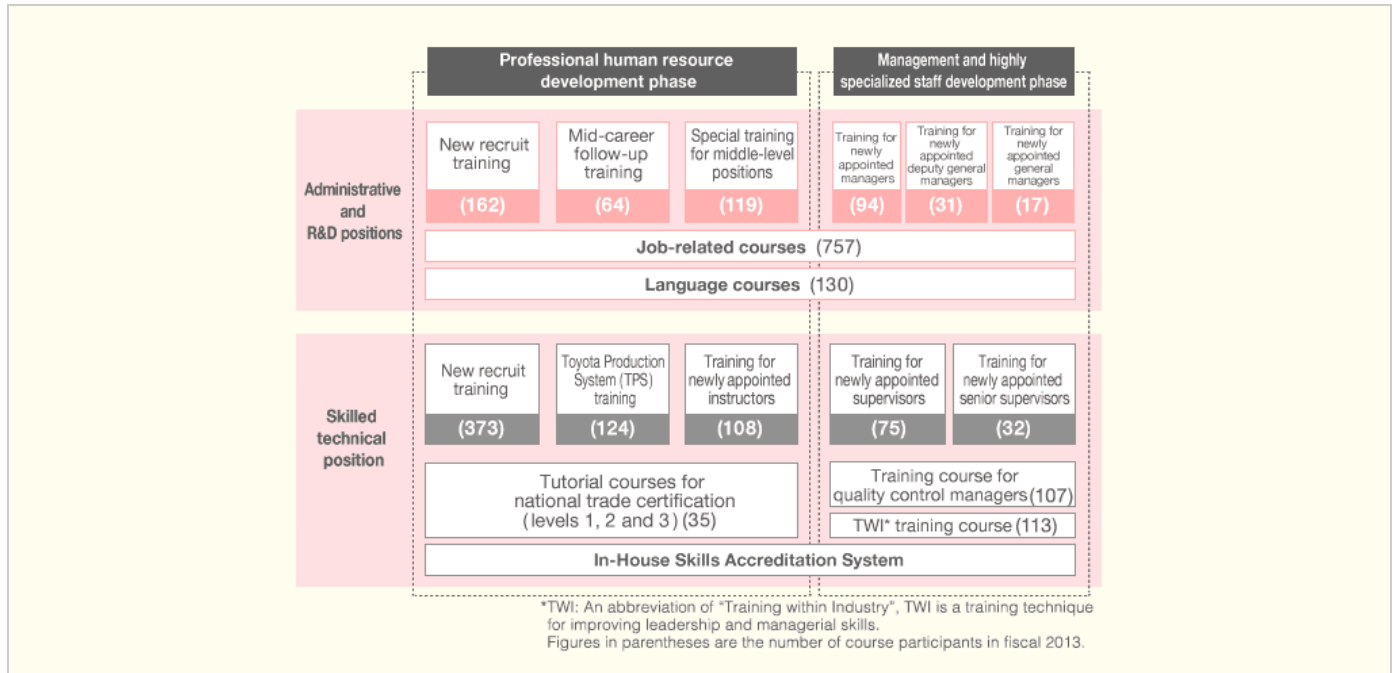 Professional human resource
development phase
Management and highly
specialized staff development phase
Administrative
and
R&D positions
New recruit
training
(162)
Mid-career
follow-up
training
(64)
Special training
for middle-level
positions
(119)
Training for
newly
appointed
managers
(94)
Training for
newly
appointed
deputy general
managers
(31)
Training for
newly
appointed
general
managers
(17)
Job-related courses (757)
Language courses (130)
Skilled
technical
position
New recruit
training
(373)
Toyota Production
System (TPS)
training
(124)
Training for
newly appointed
instructors
(108)
Training for
newly appointed
supervisors
(75)
Training for
newly appointed
senior supervisors
(32)
Tutorial courses for
national trade certification
(levels 1, 2 and 3) (35)
Training course for
quality control managers (107)
TWI* training course (113)
In-House Skills Accreditation System
*TWI: An abbreviation of "Training within Industry", TWI is a training technique
for improving leadership and managerial skills.
Figures in parentheses are the number of course participants in fiscal 2013.